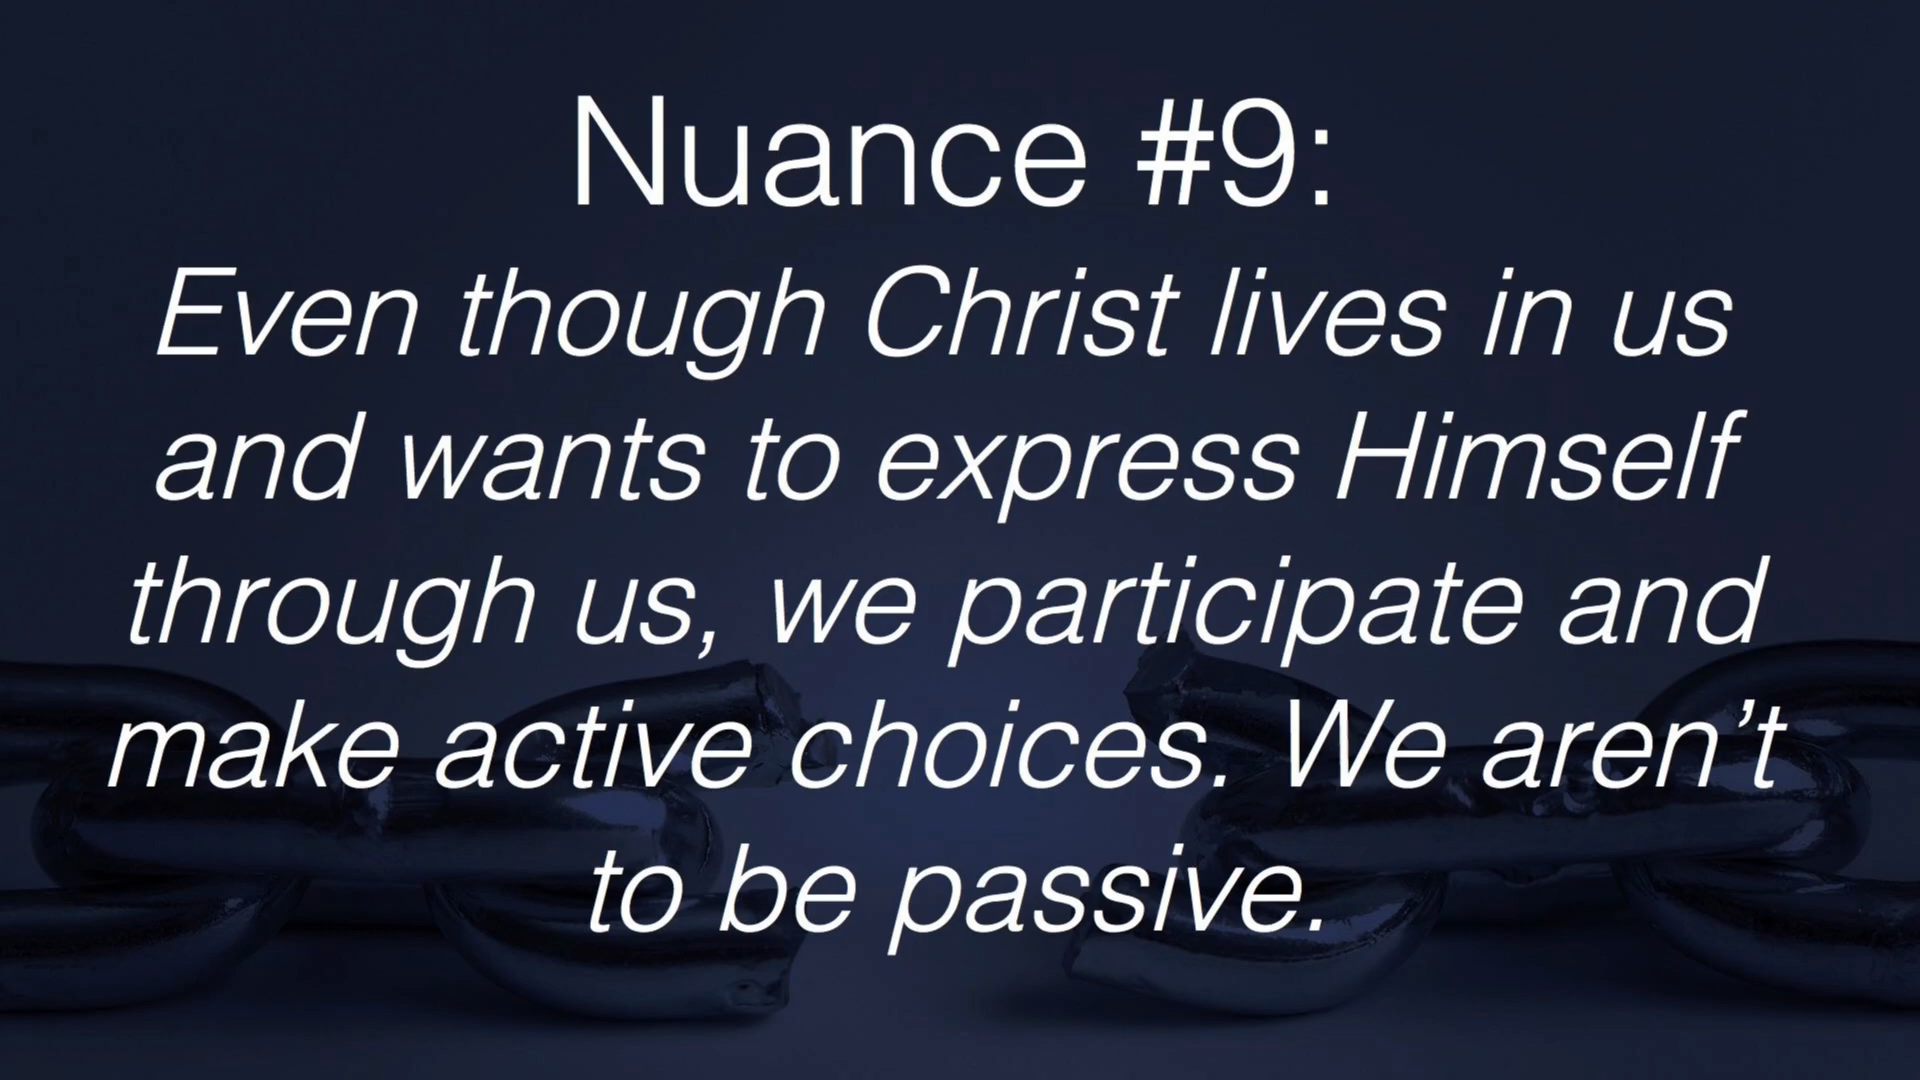 Nuance #9:
Even though Christ lives in us
and wants to express Himself
through us, we participate and
make active choices. We aren’t
to be passive.